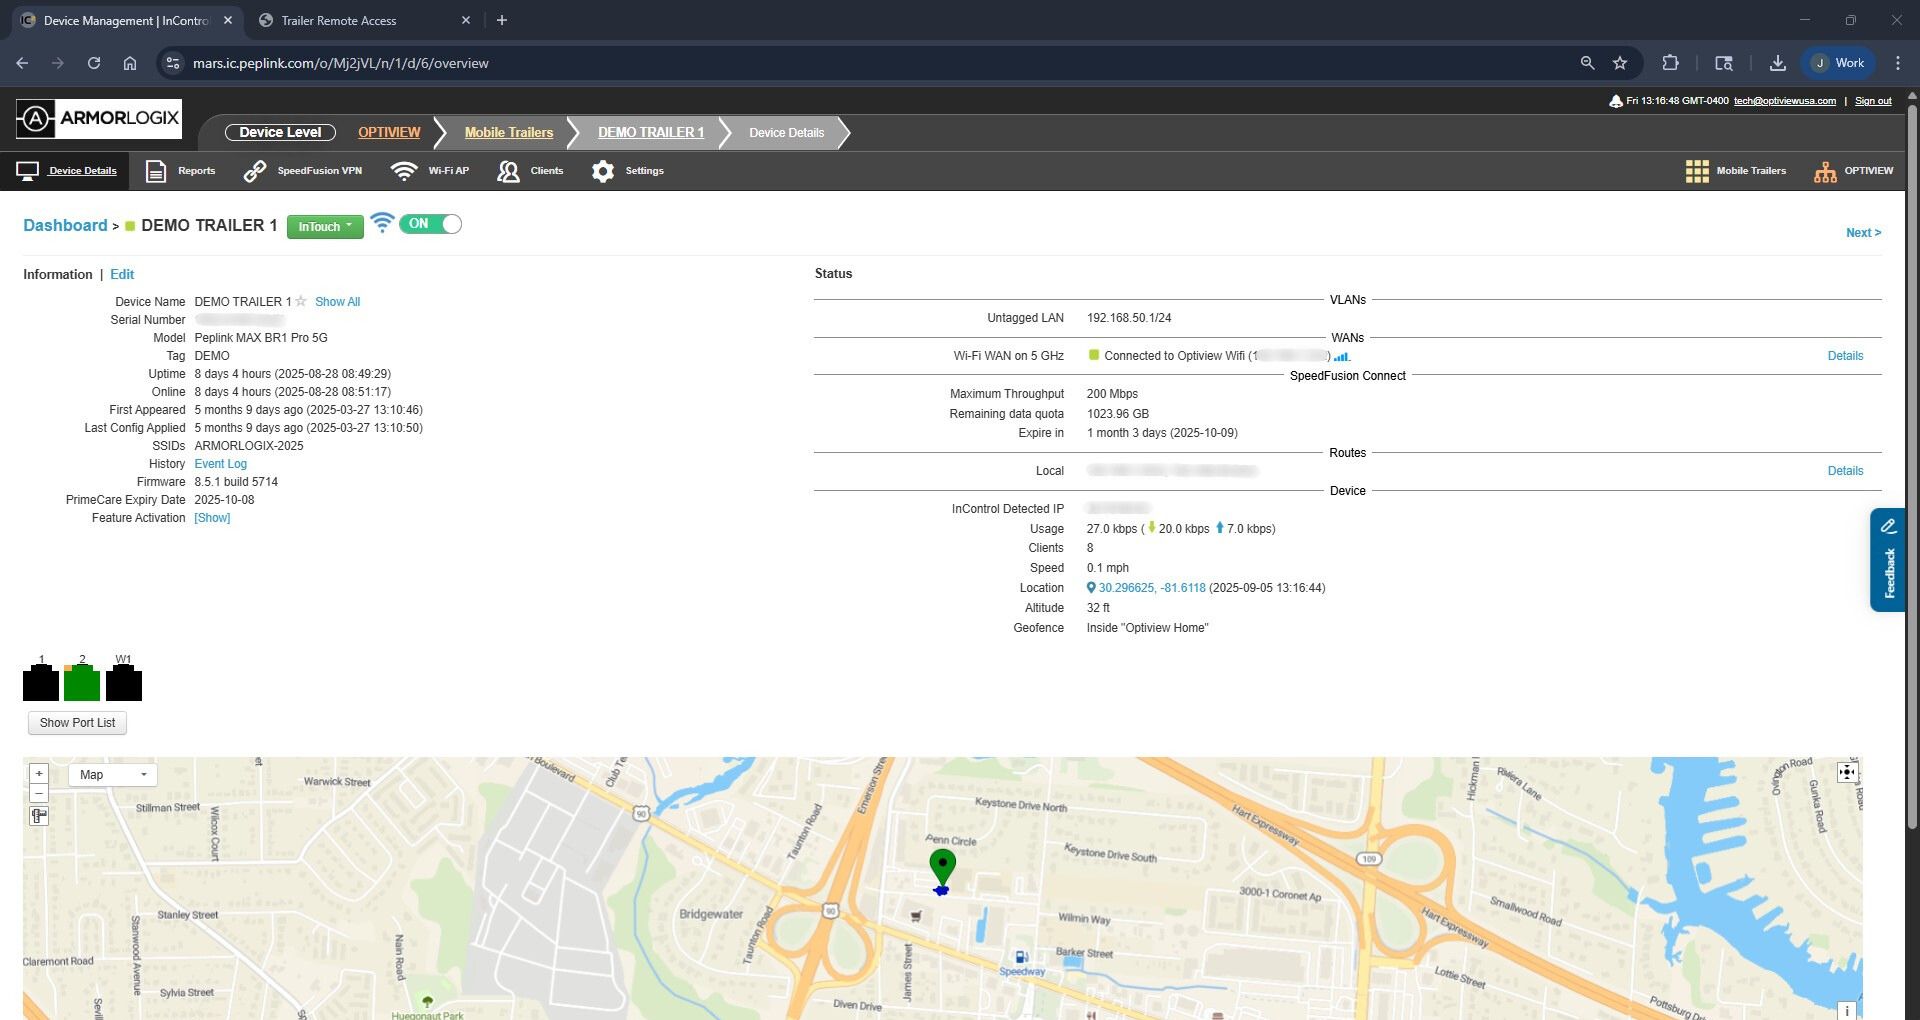 Device Management | InContro
Trailer Remote Access
mars.ic.peplink.com/o/Mj2jVL/n/1/d/6/overview
J Work
Fri 13:16:48 GMT-0400 tech@optiviewusa.com | Sign out
A ARMORLOGIX
Device Level OPTIVIEW Mobile Trailers DEMO TRAILER 1 Device Details
Device Details Reports SpeedFusion VPN Wi-Fi AP Clients Settings Mobile Trailers OPTIVIEW
Dashboard > DEMO TRAILER 1 InTouch ON
Next >
Information | Edit
Device Name DEMO TRAILER 1 Show All
Serial Number
Model Peplink MAX BR1 Pro 5G
Tag DEMO
Uptime 8 days 4 hours (2025-08-28 08:49:29)
Online 8 days 4 hours (2025-08-28 08:51:17)
First Appeared 5 months 9 days ago (2025-03-27 13:10:46)
Last Config Applied 5 months 9 days ago (2025-03-27 13:10:50)
SSIDs ARMORLOGIX-2025
History Event Log
Firmware 8.5.1 build 5714
PrimeCare Expiry Date 2025-10-08
Feature Activation [Show]
Status
VLANs
Untagged LAN 192.168.50.1/24
WANs
Wi-Fi WAN on 5 GHz Connected to Optiview Wifi (1 ) Details
SpeedFusion Connect
Maximum Throughput 200 Mbps
Remaining data quota 1023.96 GB
Expire in 1 month 3 days (2025-10-09)
Routes
Local Details
Device
InControl Detected IP
Usage 27.0 kbps ( 20.0 kbps 7.0 kbps)
Clients 8
Speed 0.1 mph
Location 30.296625, -81.6118 (2025-09-05 13:16:44)
Altitude 32 ft
Geofence Inside "Optiview Home"
Feedback
1 2 W1
Show Port List
+
Map
−
Warwick Street
Stillman Street
Wilcox Court
Boulevard
Club Te
90
Emerson Stre
Taunton Road
Keystone Drive North
Penn Circle
Keystone Drive South
Hart Expressway
109
Hickman
Riviera Lane
Ovington Road
Gunka Road
Road
Stanley Street
Stanwood Avenue
Nain Road
Bridgewater
Taunton Road
90
3000-1 Coronet Ap
Wilmin Way
Smallwood Road
Hart Expressway
Claremont Road
James Street
Barker Street
Speedway
Lottie Street
Sylvia Street
Sevil
Diven Drive
Pottsburg Dr
Huegonaut Park
i